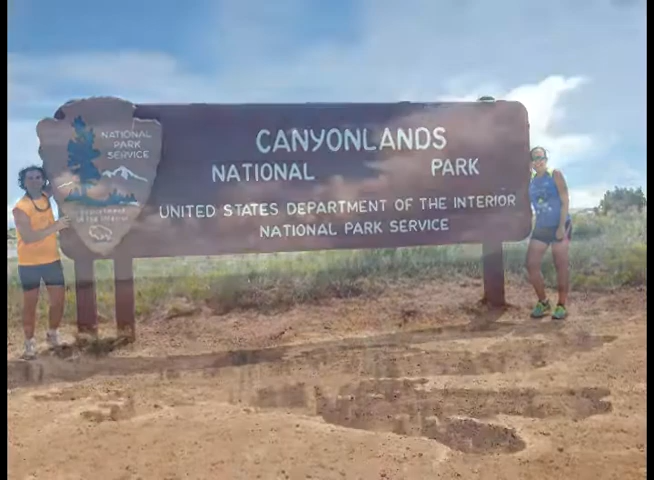 NATIONAL
PARK
SERVICE
CANYONLANDS
NATIONAL PARK
UNITED STATES DEPARTMENT OF THE INTERIOR
NATIONAL PARK SERVICE